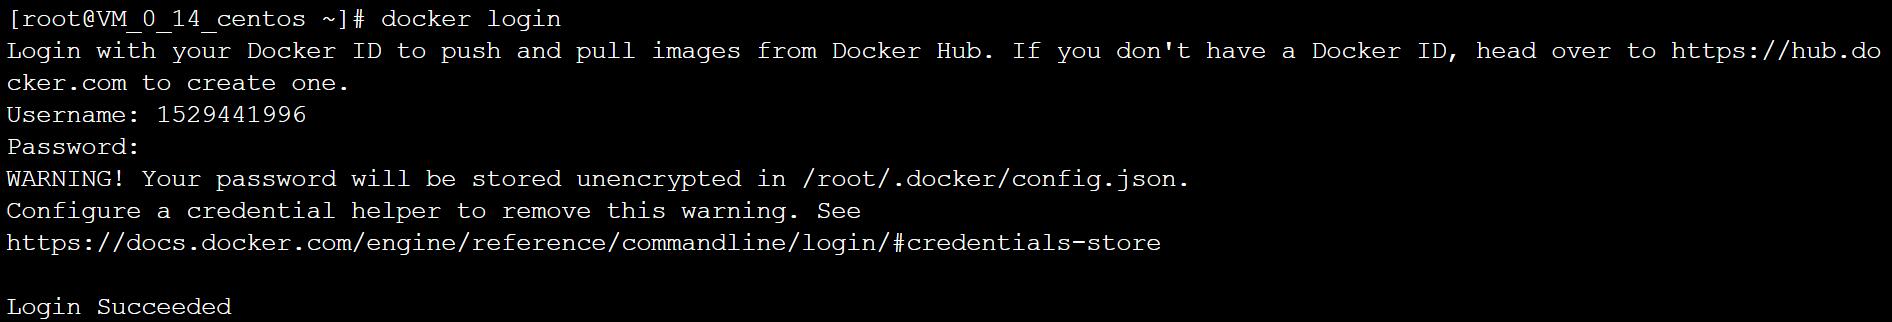 [root@VM_0_14_centos ~]# docker login
Login with your Docker ID to push and pull images from Docker Hub. If you don't have a Docker ID, head over to https://hub.do
cker.com to create one.
Username: 1529441996
Password:
WARNING! Your password will be stored unencrypted in /root/.docker/config.json.
Configure a credential helper to remove this warning. See
https://docs.docker.com/engine/reference/commandline/login/#credentials-store
Login Succeeded